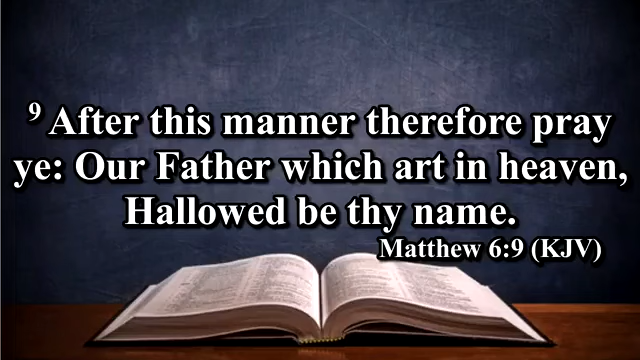 9 After this manner therefore pray
ye: Our Father which art in heaven,
Hallowed be thy name.
Matthew 6:9 (KJV)